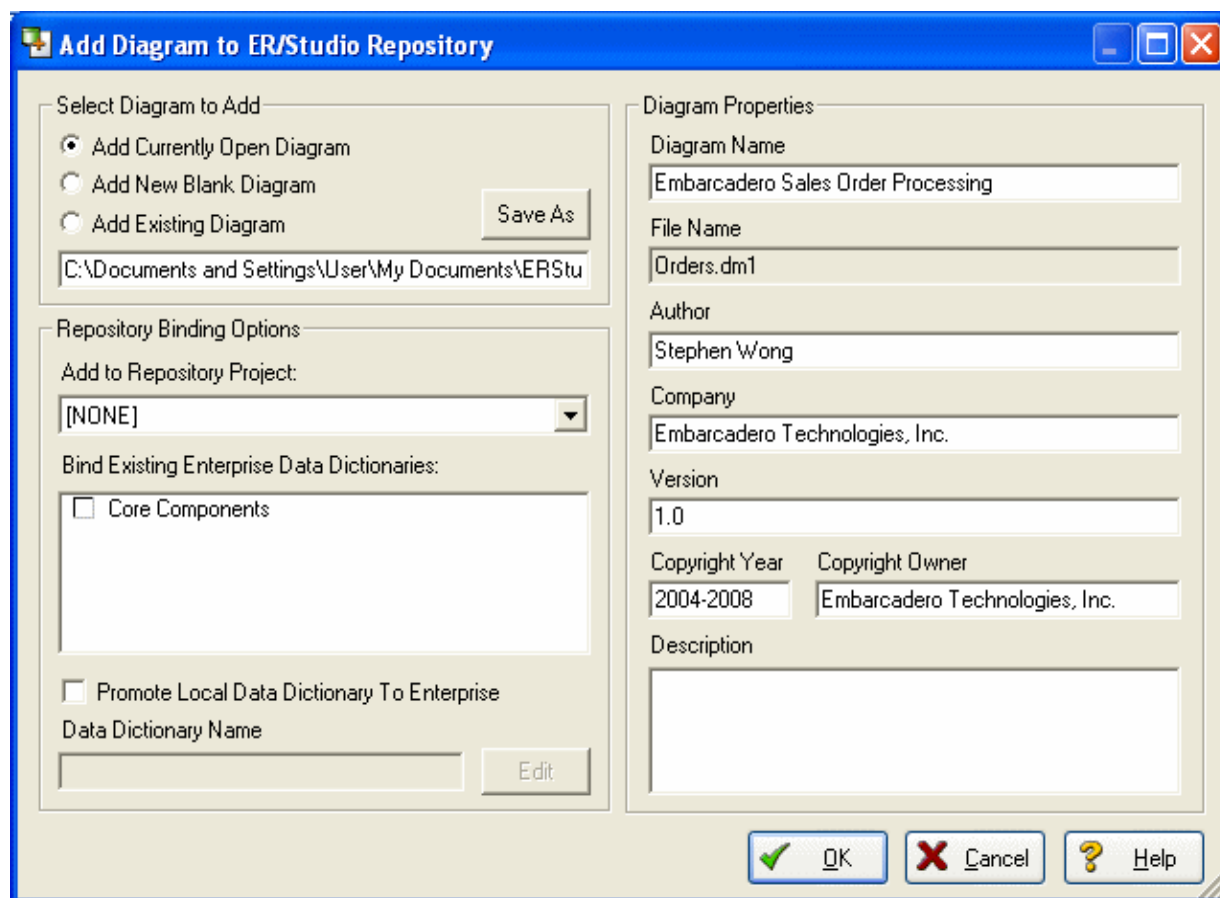 Add Diagram to ER/Studio Repository
Select Diagram to Add
Add Currently Open Diagram
Add New Blank Diagram
Add Existing Diagram
Save As
C:\Documents and Settings\User\My Documents\ERStu
Repository Binding Options
Add to Repository Project:
[NONE]
Bind Existing Enterprise Data Dictionaries:
Core Components
Promote Local Data Dictionary To Enterprise
Data Dictionary Name
Edit
Diagram Properties
Diagram Name
Embarcadero Sales Order Processing
File Name
Orders.dm1
Author
Stephen Wong
Company
Embarcadero Technologies, Inc.
Version
1.0
Copyright Year Copyright Owner
2004-2008 Embarcadero Technologies, Inc.
Description
OK Cancel Help